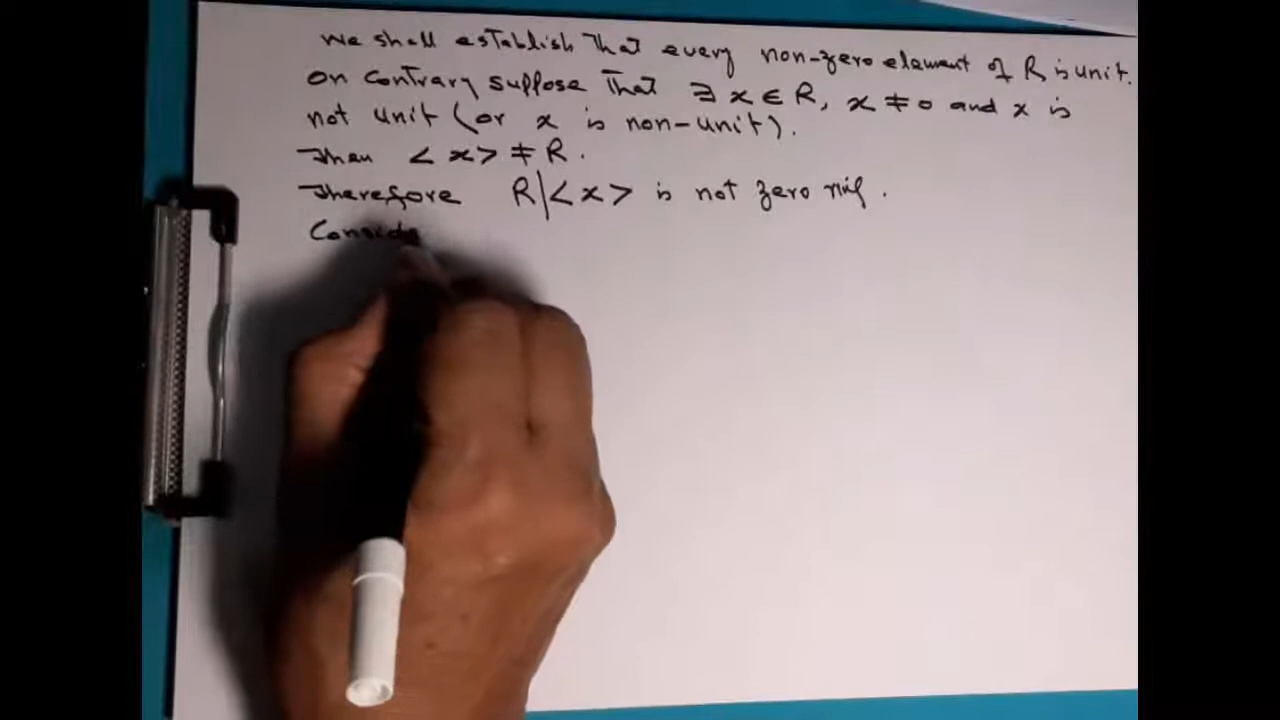 We shall establish that every non-zero element of R is unit.
On contrary suppose that ∃ x ∈ R, x ≠ 0 and x is
not unit (or x is non-unit).
Then < x > ≠ R.
Therefore R|< x > is not zero ring.
Conside